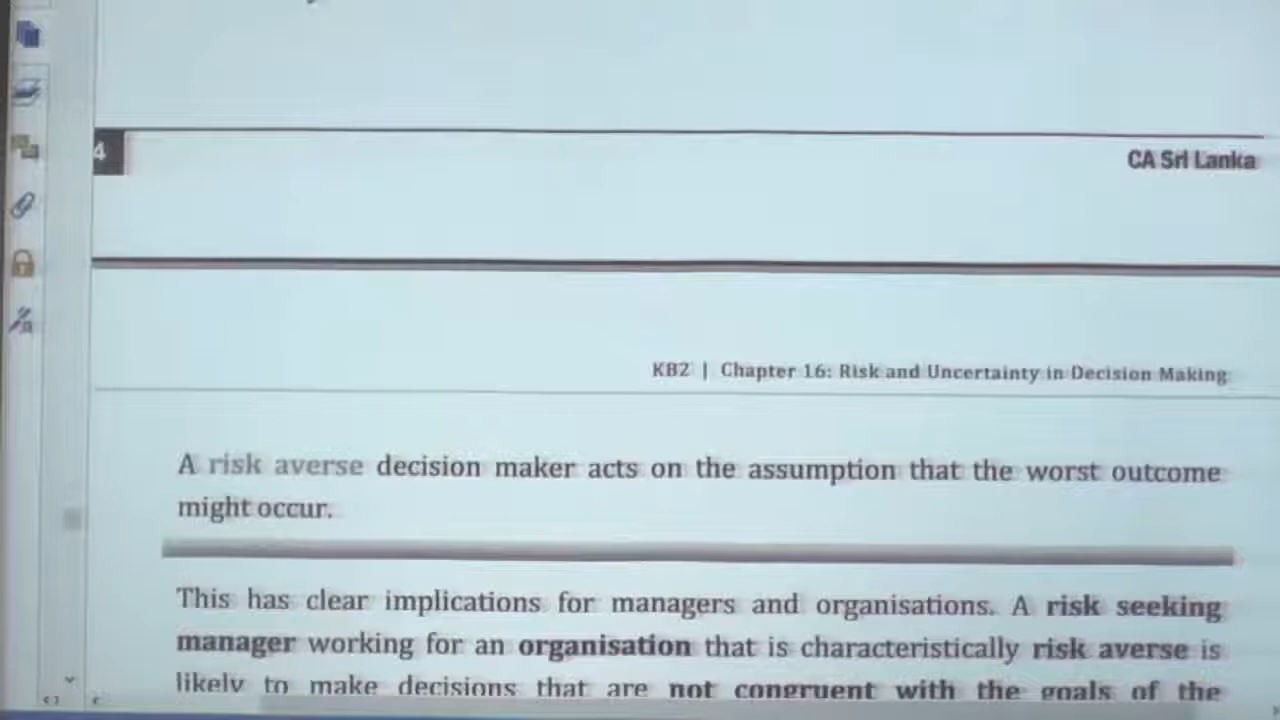 4
CA Sri Lanka
KB2 | Chapter 16: Risk and Uncertainty in Decision Making
A risk averse decision maker acts on the assumption that the worst outcome
might occur.
This has clear implications for managers and organisations. A risk seeking
manager working for an organisation that is characteristically risk averse is
likely to make decisions that are not congruent with the goals of the